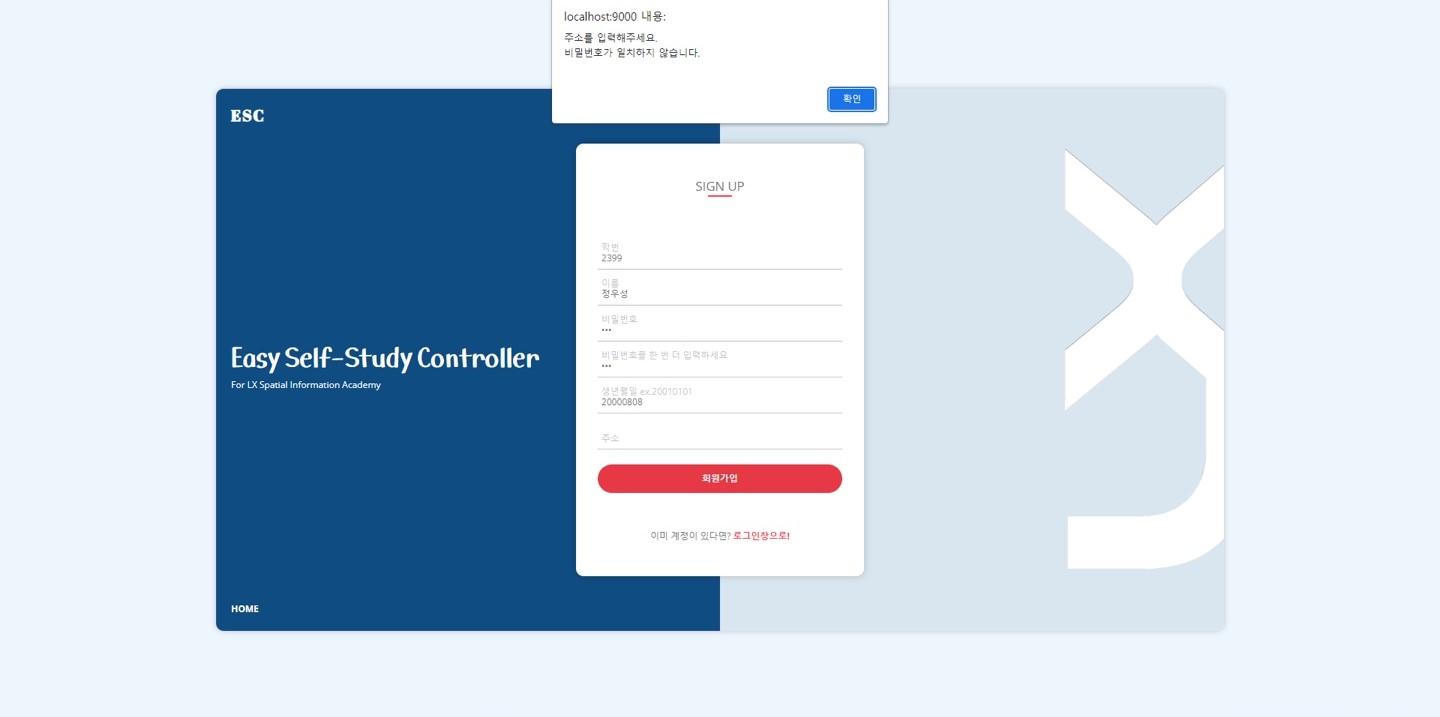 localhost:9000 내용:
주소를 입력해주세요.
비밀번호가 일치하지 않습니다.
확인
ESC
Easy Self-Study Controller
For LX Spatial Information Academy
HOME
SIGN UP
학번
2399
이름
정우성
비밀번호
•••
비밀번호를 한 번 더 입력하세요
•••
생년월일 ex.20010101
20000808
주소
회원가입
이미 계정이 있다면? 로그인창으로!